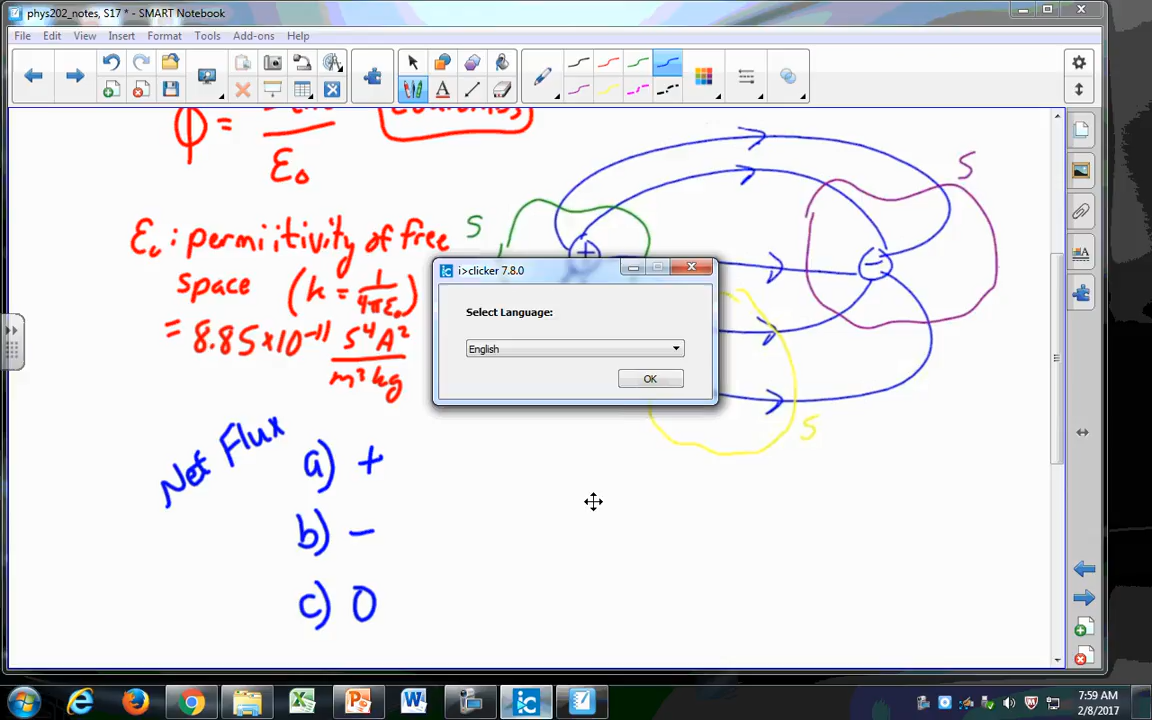 phys202_notes, S17 * - SMART Notebook
File Edit View Insert Format Tools Add-ons Help
Φ =
ε₀
ε₀ : permiitivity of free
space (k = 1/4πε₀)
= 8.85×10⁻¹¹ S⁴A²/m³kg
S
S
+
−
S
i>clicker 7.8.0
Select Language:
English
OK
Net Flux
a) +
b) −
c) 0
7:59 AM
2/8/2017